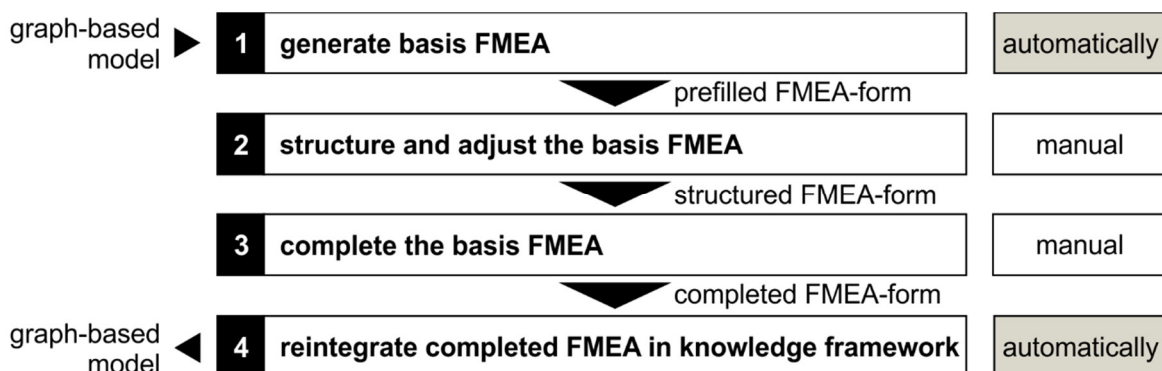 graph-based
model
1 generate basis FMEA automatically
prefilled FMEA-form
2 structure and adjust the basis FMEA manual
structured FMEA-form
3 complete the basis FMEA manual
completed FMEA-form
graph-based
model
4 reintegrate completed FMEA in knowledge framework automatically